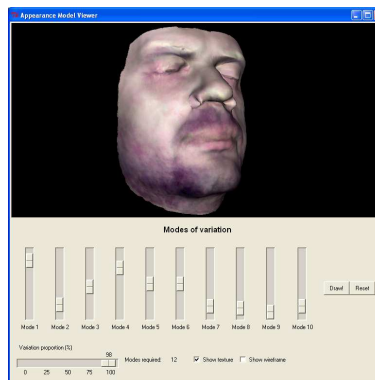 Appearance Model Viewer
Modes of variation
Mode 1 Mode 2 Mode 3 Mode 4 Mode 5 Mode 6 Mode 7 Mode 8 Mode 9 Mode 10
Draw! Reset
Variation proportion (%)
98
0 25 50 75 100
Modes required: 12 Show texture Show wireframe